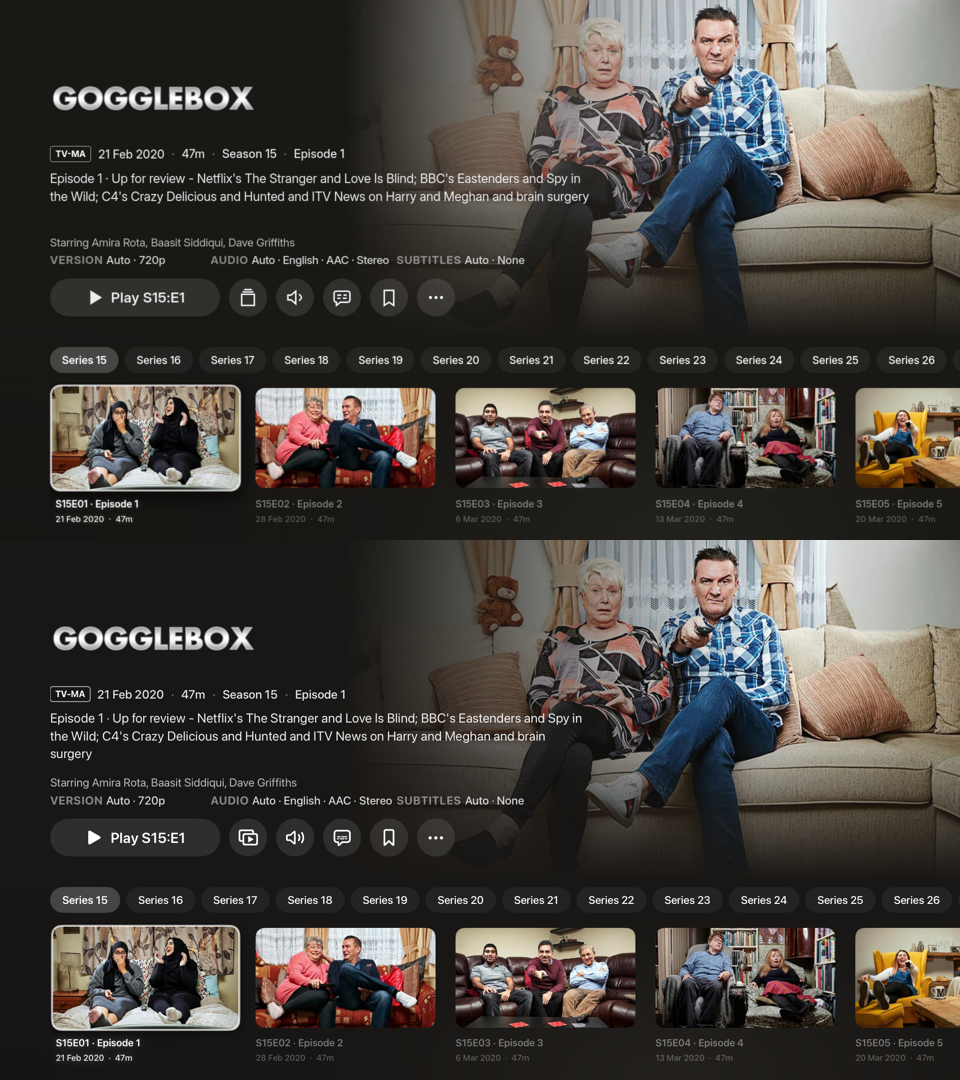 GOGGLEBOX
TV-MA 21 Feb 2020 · 47m · Season 15 · Episode 1
Episode 1 · Up for review - Netflix's The Stranger and Love Is Blind; BBC's Eastenders and Spy in
the Wild; C4's Crazy Delicious and Hunted and ITV News on Harry and Meghan and brain surgery
Starring Amira Rota, Baasit Siddiqui, Dave Griffiths
VERSION Auto · 720p AUDIO Auto · English · AAC · Stereo SUBTITLES Auto · None
Play S15:E1
Series 15 Series 16 Series 17 Series 18 Series 19 Series 20 Series 21 Series 22 Series 23 Series 24 Series 25 Series 26
S15E01 · Episode 1 S15E02 · Episode 2 S15E03 · Episode 3 S15E04 · Episode 4 S15E05 · Episode 5
21 Feb 2020 · 47m 28 Feb 2020 · 47m 6 Mar 2020 · 47m 13 Mar 2020 · 47m 20 Mar 2020 · 47m
GOGGLEBOX
TV-MA 21 Feb 2020 · 47m · Season 15 · Episode 1
Episode 1 · Up for review - Netflix's The Stranger and Love Is Blind; BBC's Eastenders and Spy in
the Wild; C4's Crazy Delicious and Hunted and ITV News on Harry and Meghan and brain
surgery
Starring Amira Rota, Baasit Siddiqui, Dave Griffiths
VERSION Auto · 720p AUDIO Auto · English · AAC · Stereo SUBTITLES Auto · None
Play S15:E1
Series 15 Series 16 Series 17 Series 18 Series 19 Series 20 Series 21 Series 22 Series 23 Series 24 Series 25 Series 26
S15E01 · Episode 1 S15E02 · Episode 2 S15E03 · Episode 3 S15E04 · Episode 4 S15E05 · Episode 5
21 Feb 2020 · 47m 28 Feb 2020 · 47m 6 Mar 2020 · 47m 13 Mar 2020 · 47m 20 Mar 2020 · 47m